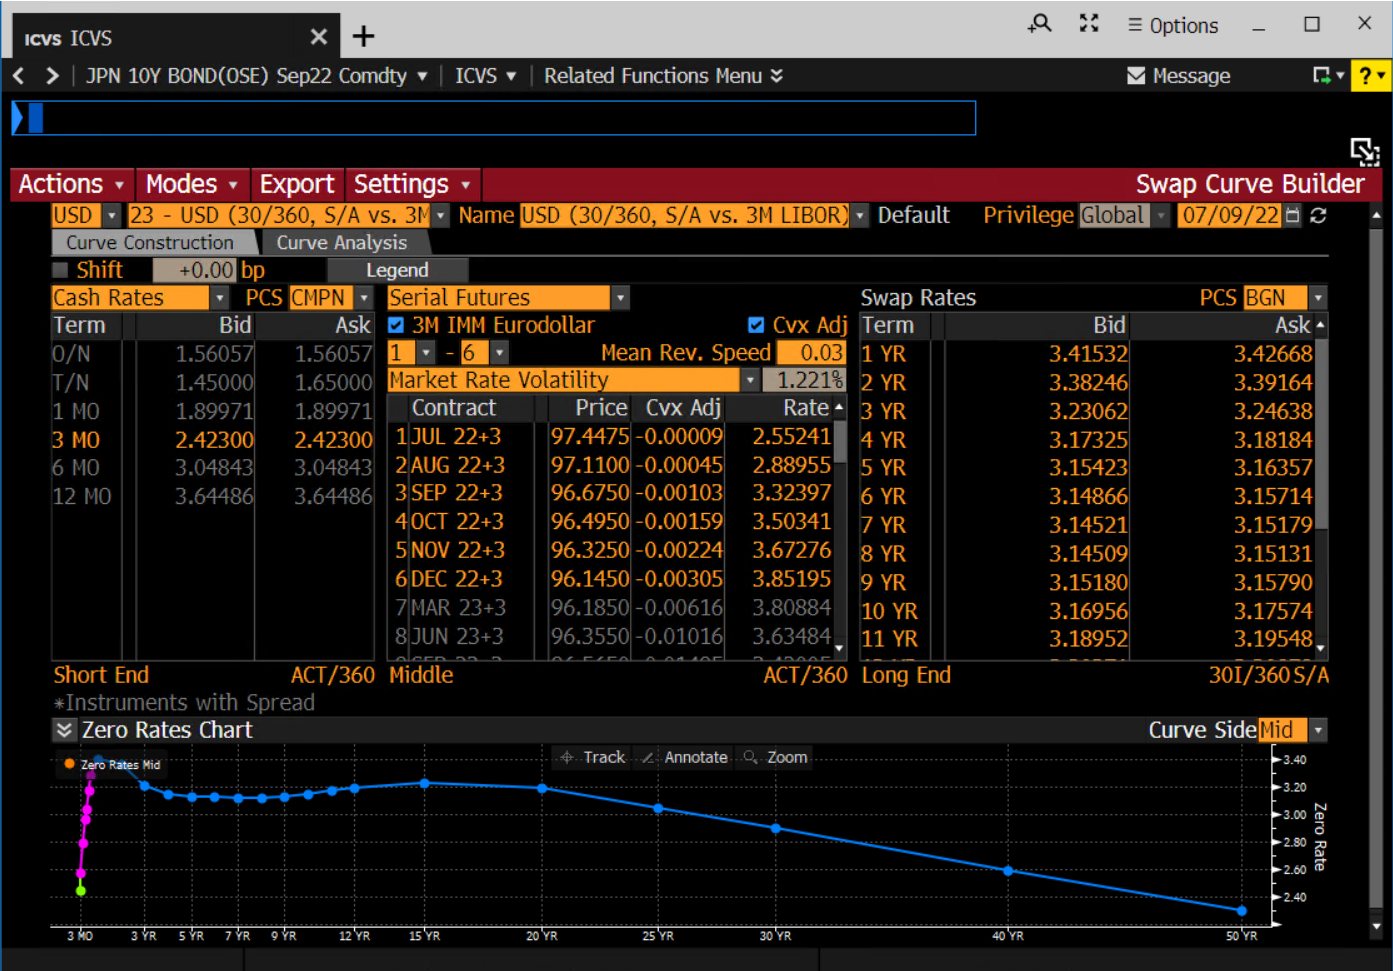 ICVS ICVS
Options
JPN 10Y BOND(OSE) Sep22 Comdty ICVS Related Functions Menu Message ?
Actions Modes Export Settings Swap Curve Builder
USD 23 - USD (30/360, S/A vs. 3M Name USD (30/360, S/A vs. 3M LIBOR) Default Privilege Global 07/09/22
Curve Construction Curve Analysis
Shift +0.00 bp Legend
Cash Rates PCS CMPN Serial Futures Swap Rates PCS BGN
Term Bid Ask 3M IMM Eurodollar Cvx Adj Term Bid Ask
O/N 1.56057 1.56057 1 - 6 Mean Rev. Speed 0.03 1 YR 3.41532 3.42668
T/N 1.45000 1.65000 Market Rate Volatility 1.221% 2 YR 3.38246 3.39164
1 MO 1.89971 1.89971 Contract Price Cvx Adj Rate 3 YR 3.23062 3.24638
3 MO 2.42300 2.42300 1 JUL 22+3 97.4475 -0.00009 2.55241 4 YR 3.17325 3.18184
6 MO 3.04843 3.04843 2 AUG 22+3 97.1100 -0.00045 2.88955 5 YR 3.15423 3.16357
12 MO 3.64486 3.64486 3 SEP 22+3 96.6750 -0.00103 3.32397 6 YR 3.14866 3.15714
4 OCT 22+3 96.4950 -0.00159 3.50341 7 YR 3.14521 3.15179
5 NOV 22+3 96.3250 -0.00224 3.67276 8 YR 3.14509 3.15131
6 DEC 22+3 96.1450 -0.00305 3.85195 9 YR 3.15180 3.15790
7 MAR 23+3 96.1850 -0.00616 3.80884 10 YR 3.16956 3.17574
8 JUN 23+3 96.3550 -0.01016 3.63484 11 YR 3.18952 3.19548
Short End ACT/360 Middle ACT/360 Long End 30I/360 S/A
*Instruments with Spread
Zero Rates Chart Curve Side Mid
Zero Rates Mid Track Annotate Zoom
3.40
3.20
3.00
2.80
2.60
2.40
Zero Rate
3 MO 3 YR 5 YR 7 YR 9 YR 12 YR 15 YR 20 YR 25 YR 30 YR 40 YR 50 YR